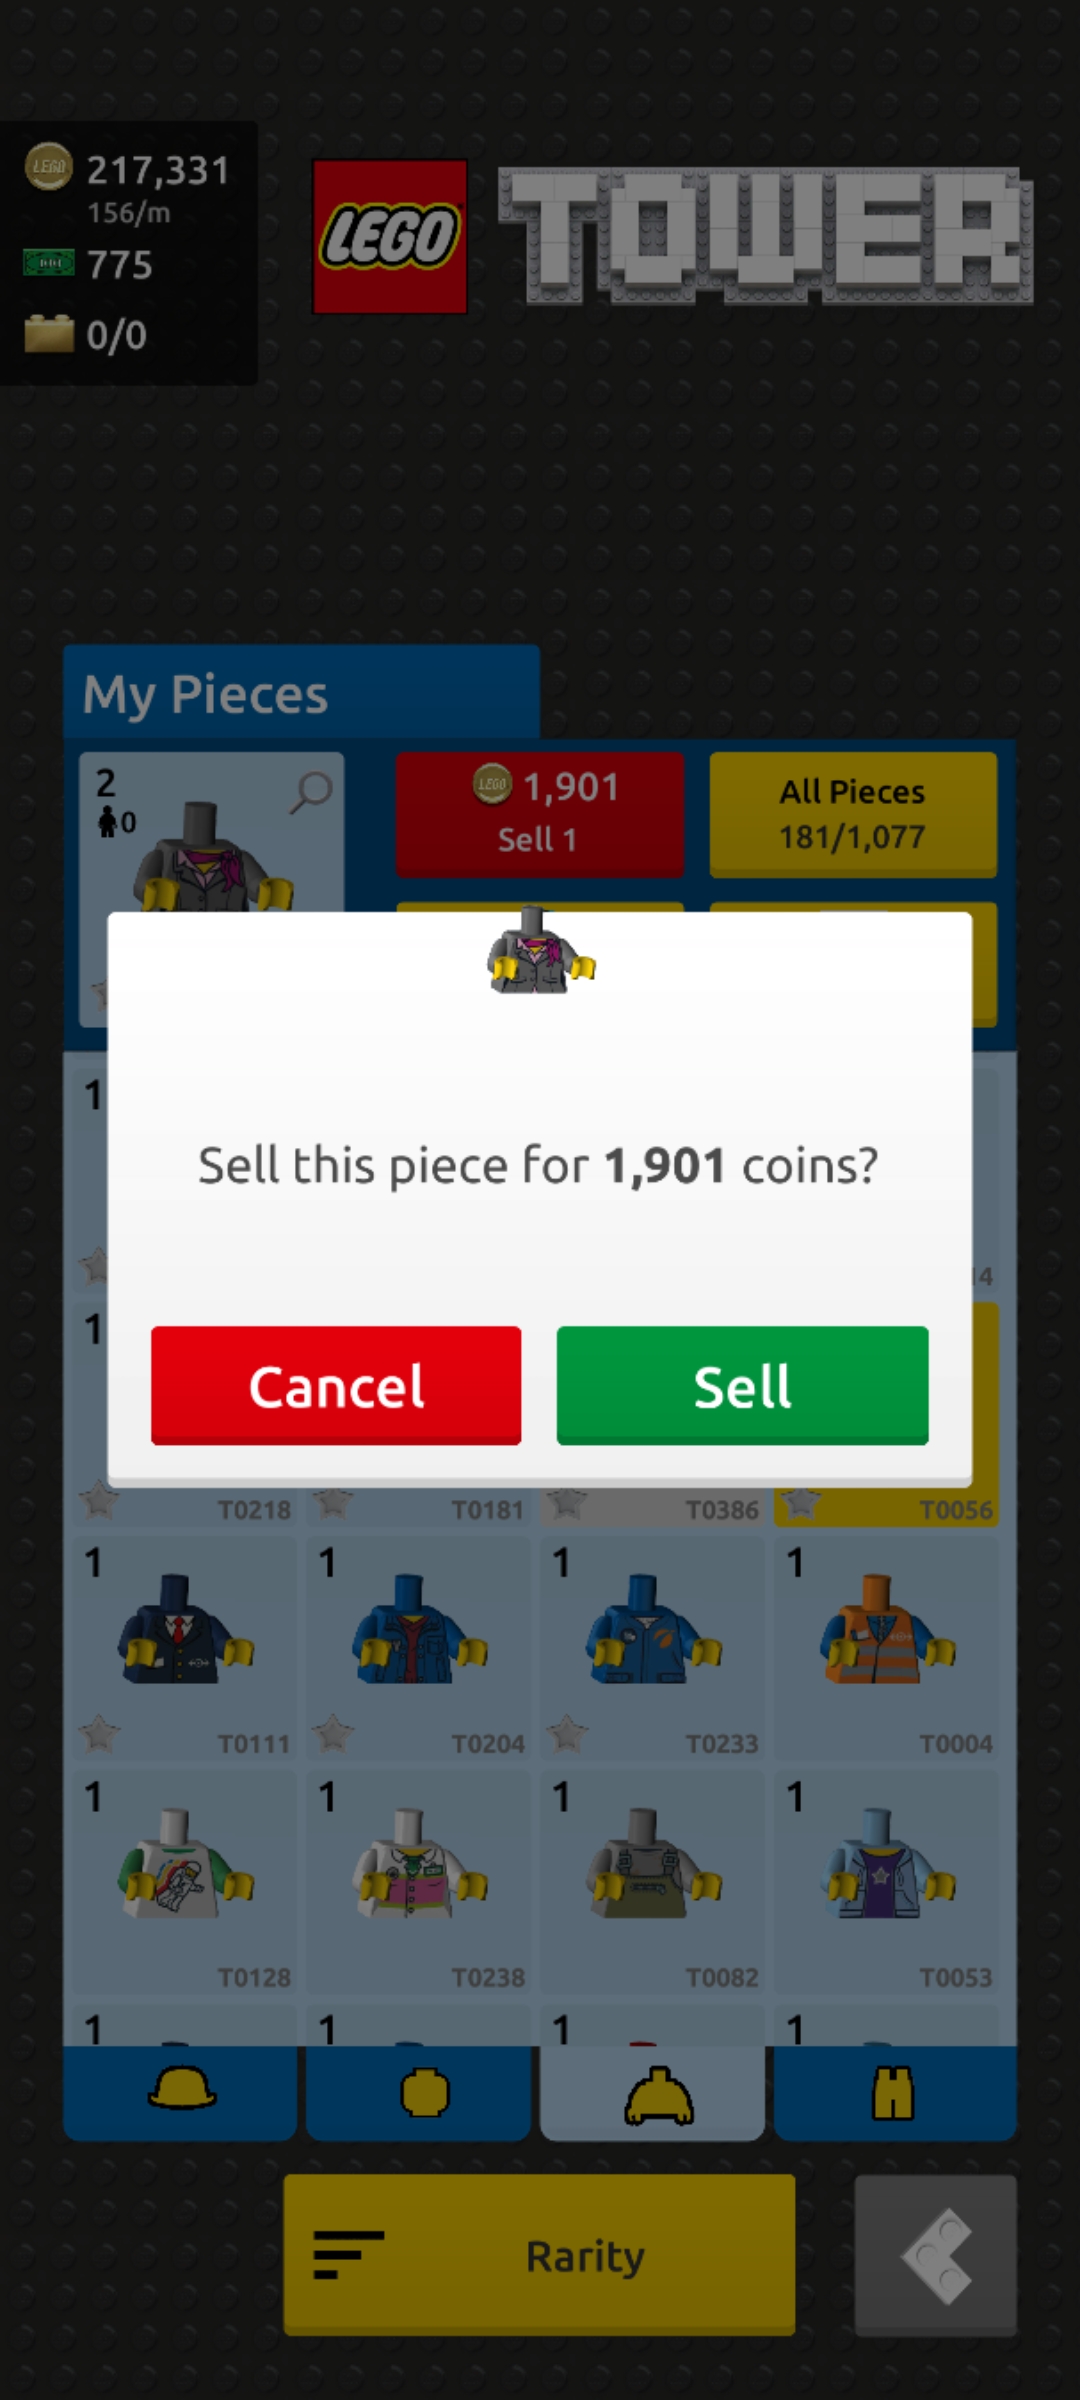 217,331
156/m
775
0/0
LEGO
TOWER
My Pieces
2
0
1,901
Sell 1
All Pieces
181/1,077
Sell this piece for 1,901 coins?
Cancel
Sell
1
14
1
T0218
T0181
T0386
T0056
1
1
1
1
T0111
T0204
T0233
T0004
1
1
1
1
T0128
T0238
T0082
T0053
1
1
1
1
Rarity